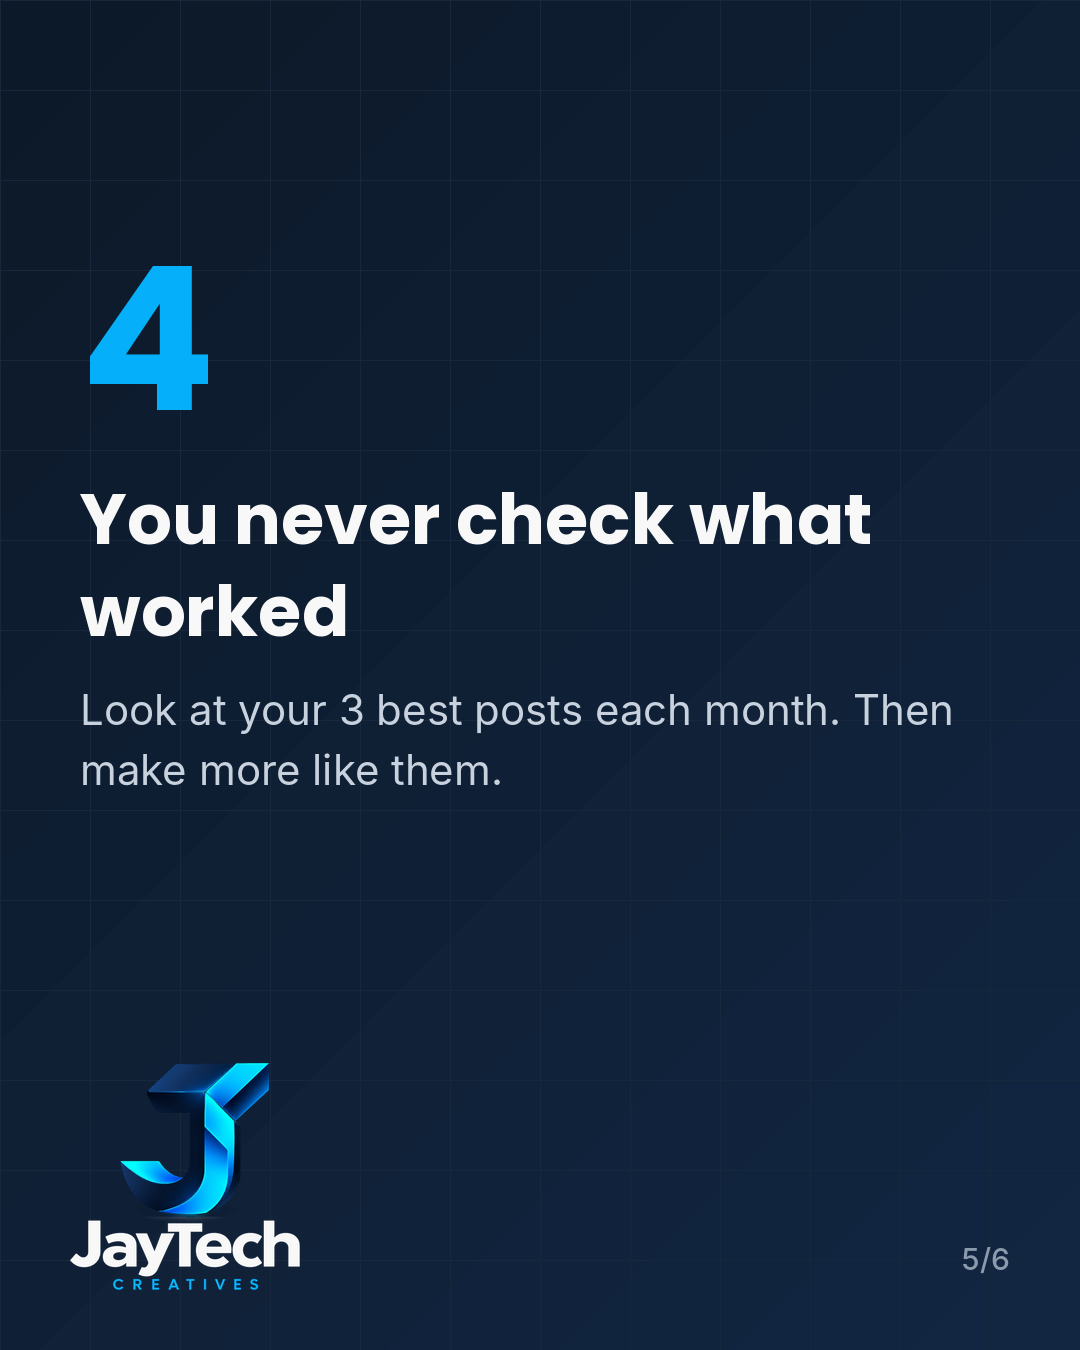 4
You never check what
worked
Look at your 3 best posts each month. Then
make more like them.
JayTech
CREATIVES
5/6